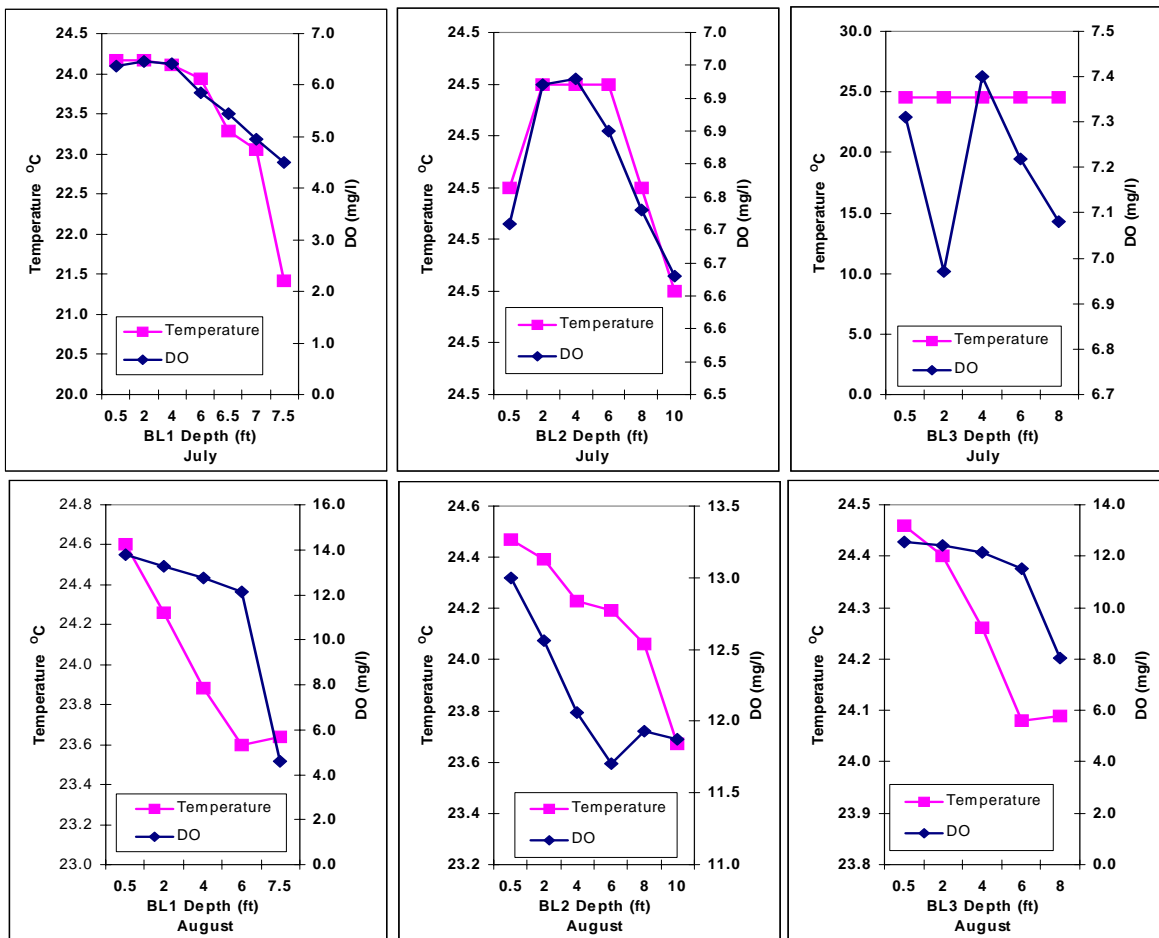 24.5
24.0
23.5
23.0
22.5
22.0
21.5
21.0
20.5
20.0
Temperature °C
7.0
6.0
5.0
4.0
3.0
2.0
1.0
0.0
DO (mg/l)
Temperature
DO
0.5 2 4 6 6.5 7 7.5
BL1 Depth (ft)
July
24.5
24.5
24.5
24.5
24.5
24.5
24.5
24.5
Temperature °C
7.0
7.0
6.9
6.9
6.8
6.8
6.7
6.7
6.6
6.6
6.5
6.5
DO (mg/l)
Temperature
DO
0.5 2 4 6 8 10
BL2 Depth (ft)
July
30.0
25.0
20.0
15.0
10.0
5.0
0.0
Temperature °C
7.5
7.4
7.3
7.2
7.1
7.0
6.9
6.8
6.7
DO (mg/l)
Temperature
DO
0.5 2 4 6 8
BL3 Depth (ft)
July
24.8
24.6
24.4
24.2
24.0
23.8
23.6
23.4
23.2
23.0
Temperature °C
16.0
14.0
12.0
10.0
8.0
6.0
4.0
2.0
0.0
DO (mg/l)
Temperature
DO
0.5 2 4 6 7.5
BL1 Depth (ft)
August
24.6
24.4
24.2
24.0
23.8
23.6
23.4
23.2
Temperature °C
13.5
13.0
12.5
12.0
11.5
11.0
DO (mg/l)
Temperature
DO
0.5 2 4 6 8 10
BL2 Depth (ft)
August
24.5
24.4
24.3
24.2
24.1
24.0
23.9
23.8
Temperature °C
14.0
12.0
10.0
8.0
6.0
4.0
2.0
0.0
DO (mg/l)
Temperature
DO
0.5 2 4 6 8
BL3 Depth (ft)
August